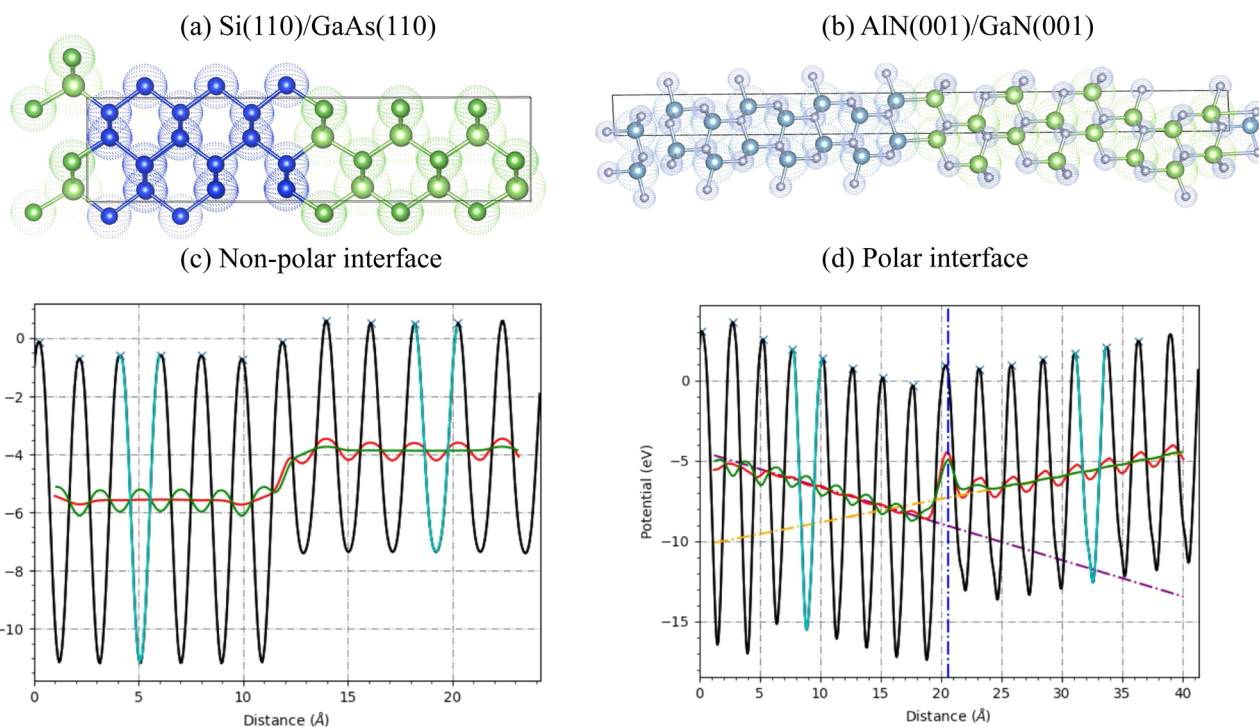 (a) Si(110)/GaAs(110)
(b) AlN(001)/GaN(001)
(c) Non-polar interface
(d) Polar interface
0
−2
−4
−6
−8
−10
0 5 10 15 20
Distance (Å)
Potential (eV)
0
−5
−10
−15
0 5 10 15 20 25 30 35 40
Distance (Å)